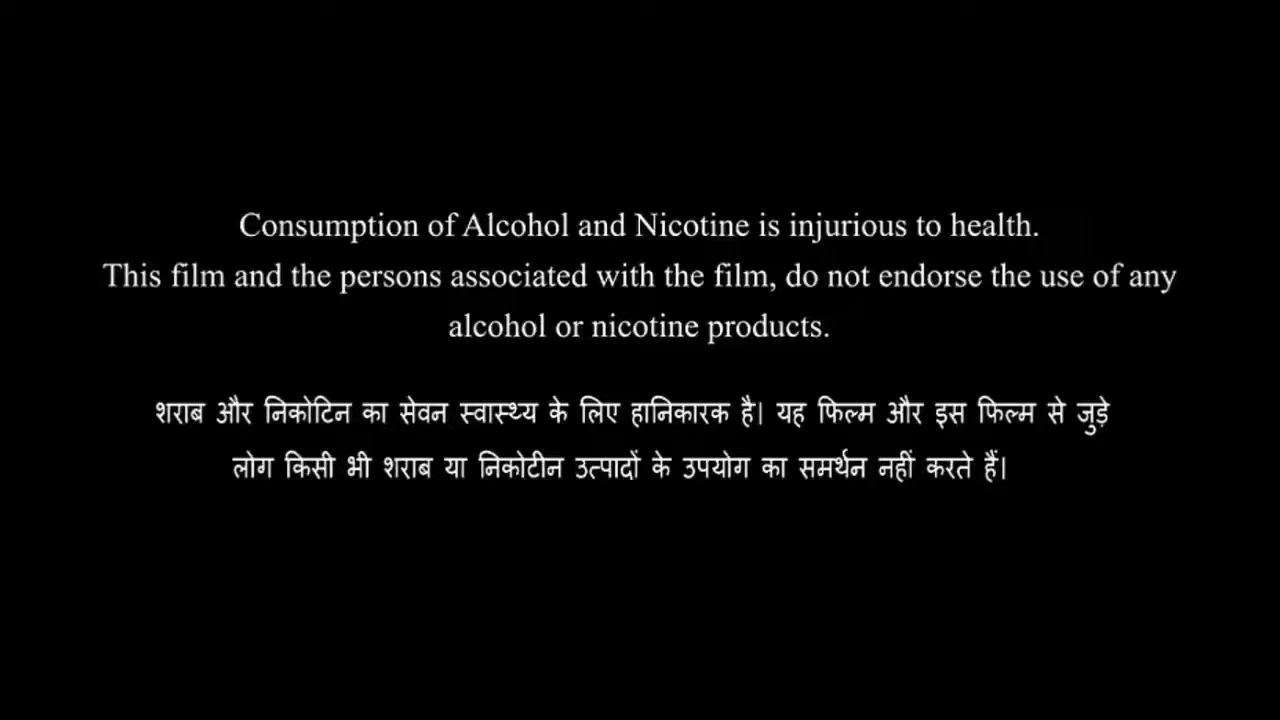 Consumption of Alcohol and Nicotine is injurious to health.
This film and the persons associated with the film, do not endorse the use of any
alcohol or nicotine products.
शराब और निकोटिन का सेवन स्वास्थ्य के लिए हानिकारक है। यह फिल्म और इस फिल्म से जुड़े
लोग किसी भी शराब या निकोटीन उत्पादों के उपयोग का समर्थन नहीं करते हैं।